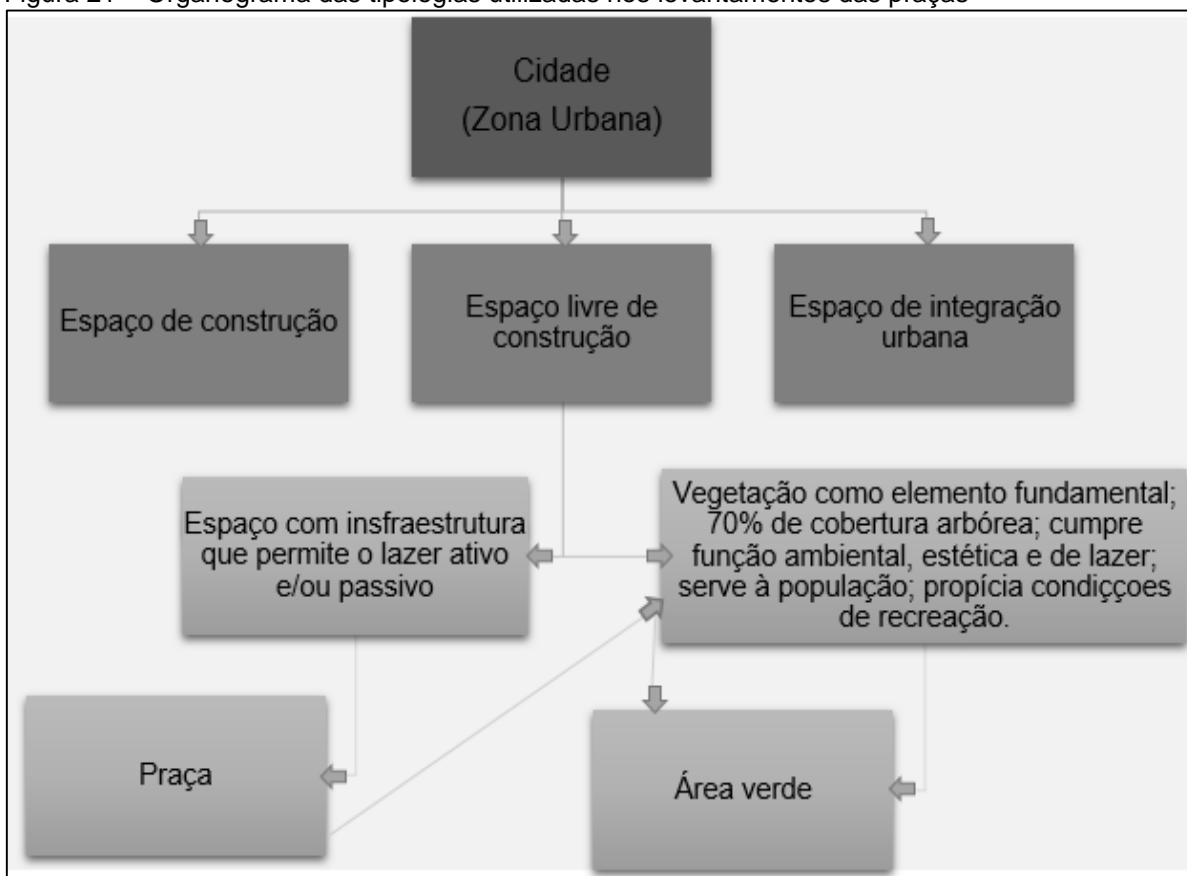 Figura 21 – Organograma das tipologias utilizadas nos levantamentos das praças
Cidade
(Zona Urbana)
Espaço de construção
Espaço livre de
construção
Espaço de integração
urbana
Espaço com insfraestrutura
que permite o lazer ativo
e/ou passivo
Vegetação como elemento fundamental;
70% de cobertura arbórea; cumpre
função ambiental, estética e de lazer;
serve à população; propícia condiççoes
de recreação.
Praça
Área verde